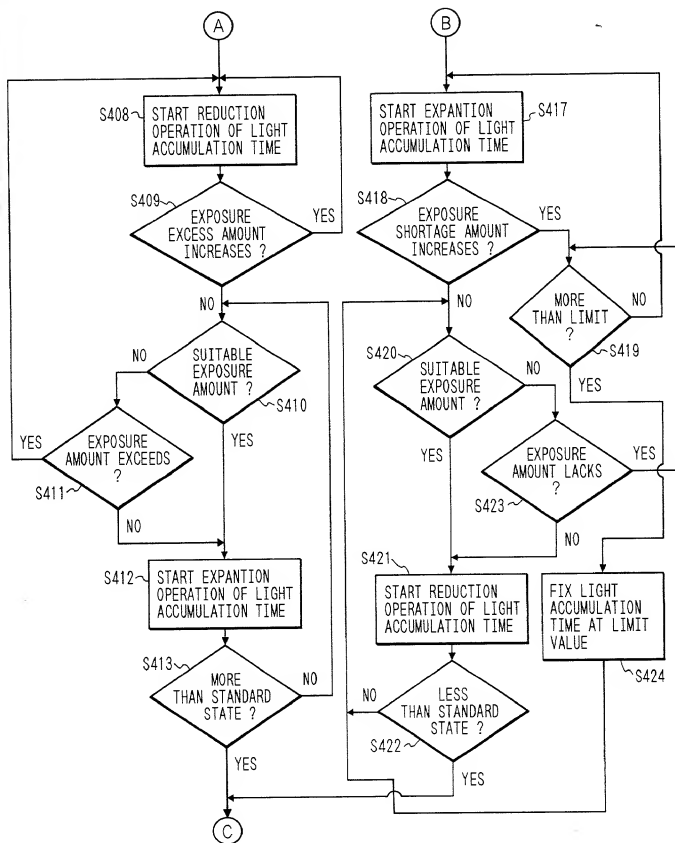 A
S408
START REDUCTION
OPERATION OF LIGHT
ACCUMULATION TIME
S409
EXPOSURE
EXCESS AMOUNT
INCREASES ?
YES
NO
SUITABLE
EXPOSURE
AMOUNT ?
S410
NO
YES
EXPOSURE
AMOUNT EXCEEDS
?
S411
YES
NO
S412
START EXPANTION
OPERATION OF LIGHT
ACCUMULATION TIME
S413
MORE
THAN STANDARD
STATE ?
NO
YES
C
B
START EXPANTION
OPERATION OF LIGHT
ACCUMULATION TIME
S417
S418
EXPOSURE
SHORTAGE AMOUNT
INCREASES ?
YES
NO
MORE
THAN LIMIT
?
NO
S419
YES
S420
SUITABLE
EXPOSURE
AMOUNT ?
NO
YES
EXPOSURE
AMOUNT LACKS
?
YES
S423
NO
S421
START REDUCTION
OPERATION OF LIGHT
ACCUMULATION TIME
FIX LIGHT
ACCUMULATION
TIME AT LIMIT
VALUE
S424
NO
LESS
THAN STANDARD
STATE ?
S422
YES